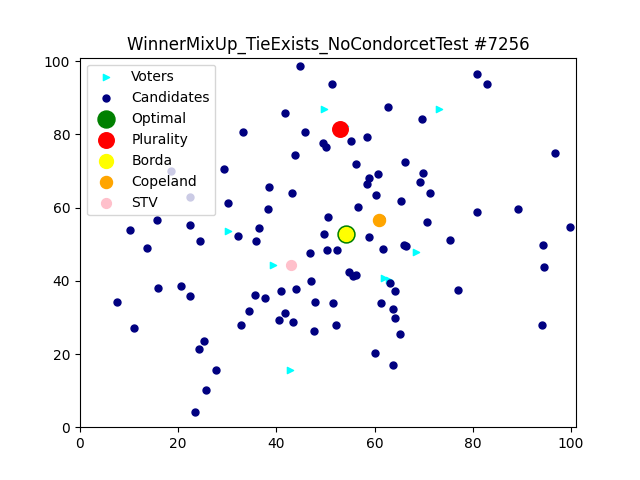 WinnerMixUp_TieExists_NoCondorcetTest #7256
Voters
Candidates
Optimal
Plurality
Borda
Copeland
STV
100
80
60
40
20
0
0 20 40 60 80 100